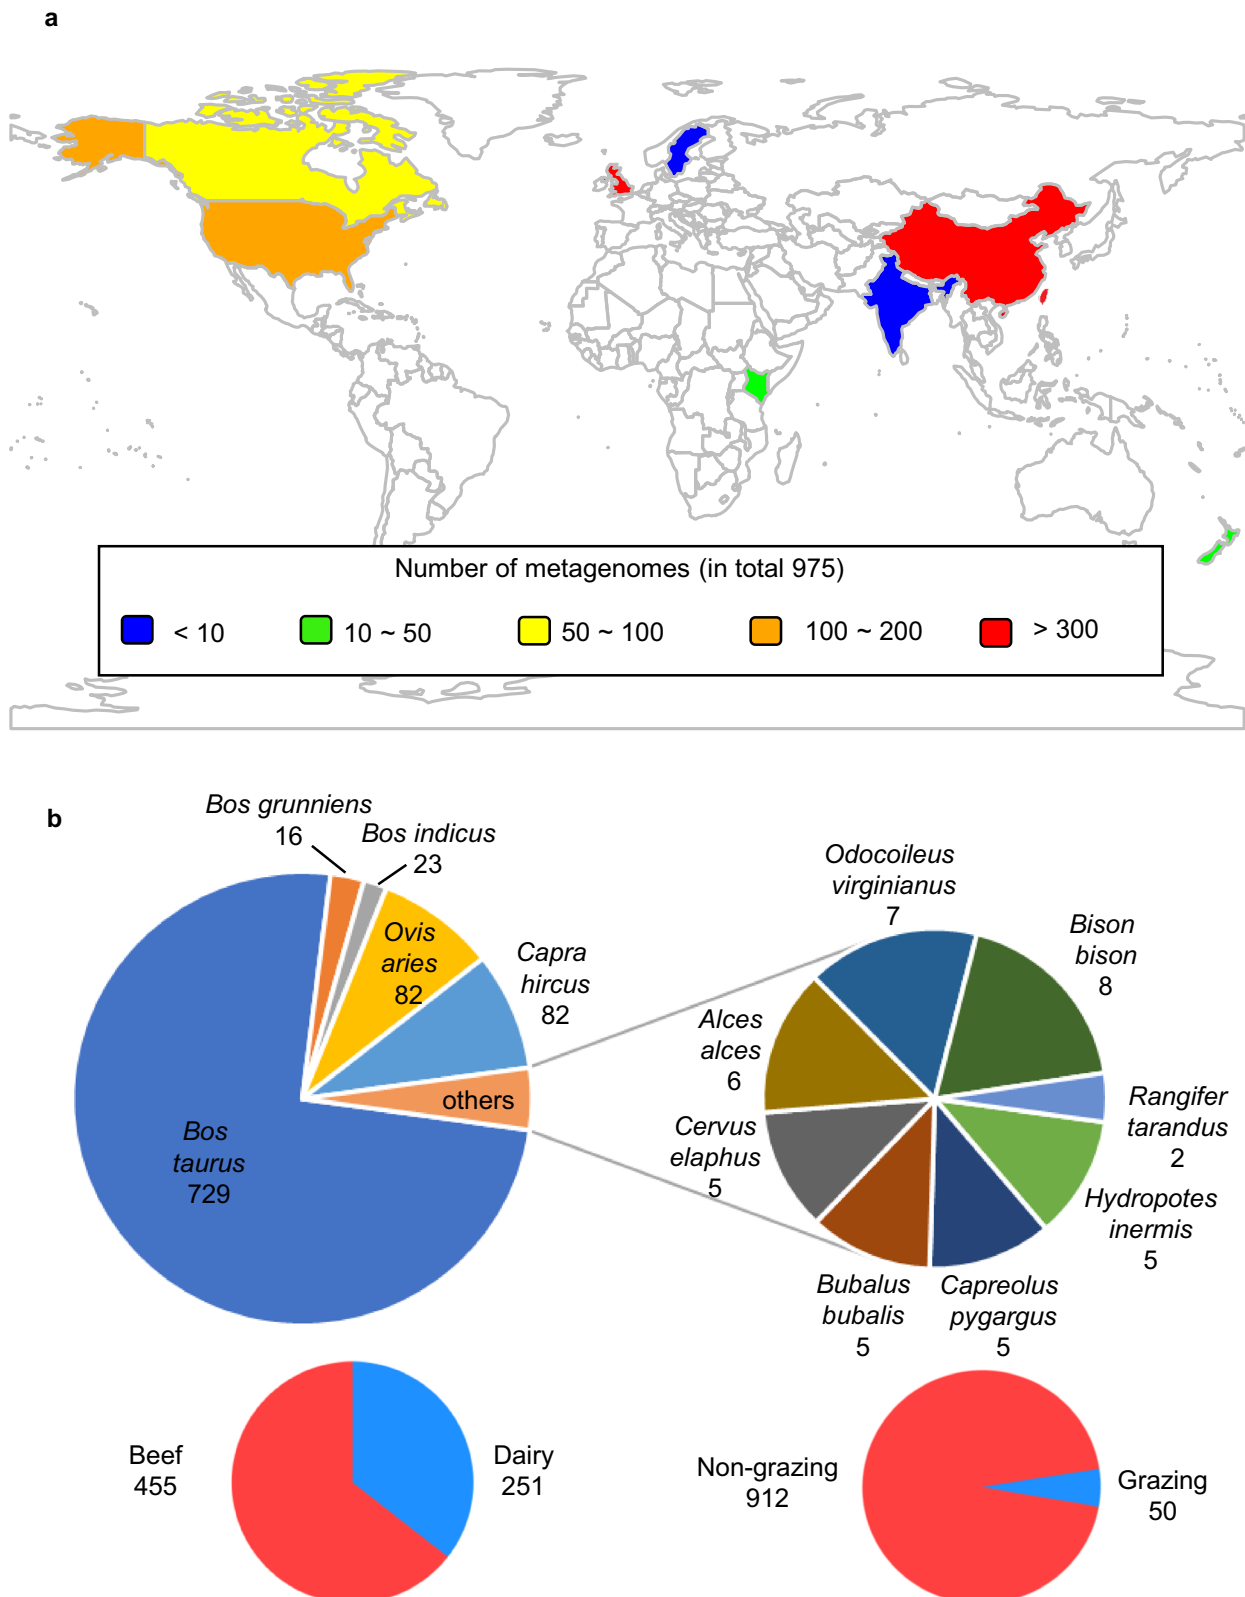 a
Number of metagenomes (in total 975)
< 10
10 ~ 50
50 ~ 100
100 ~ 200
> 300
b
Bos grunniens
16
Bos indicus
23
Ovis
aries
82
Capra
hircus
82
others
Bos
taurus
729
Odocoileus
virginianus
7
Bison
bison
8
Alces
alces
6
Rangifer
tarandus
2
Cervus
elaphus
5
Hydropotes
inermis
5
Bubalus
bubalis
5
Capreolus
pygargus
5
Beef
455
Dairy
251
Non-grazing
912
Grazing
50